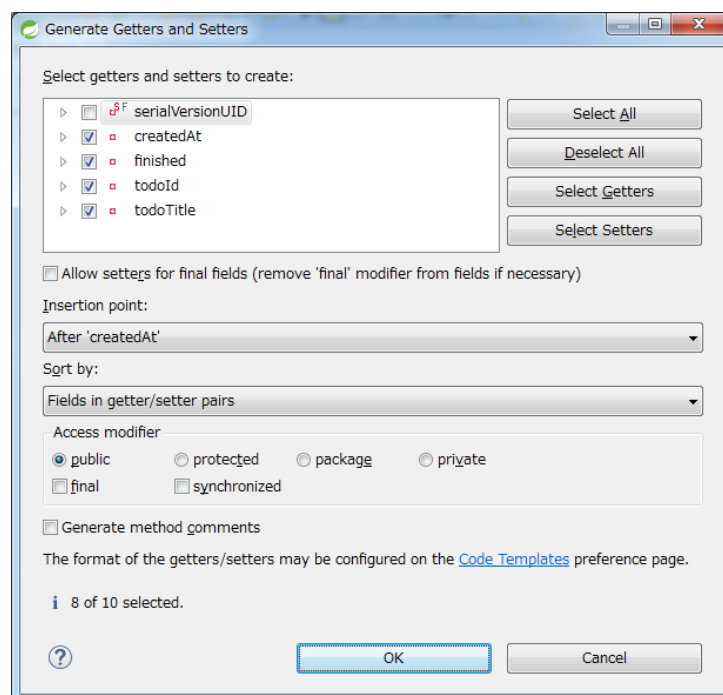 Generate Getters and Setters
Select getters and setters to create:
S F serialVersionUID
createdAt
finished
todoId
todoTitle
Select All
Deselect All
Select Getters
Select Setters
Allow setters for final fields (remove 'final' modifier from fields if necessary)
Insertion point:
After 'createdAt'
Sort by:
Fields in getter/setter pairs
Access modifier
public protected package private
final synchronized
Generate method comments
The format of the getters/setters may be configured on the Code Templates preference page.
i 8 of 10 selected.
? OK Cancel